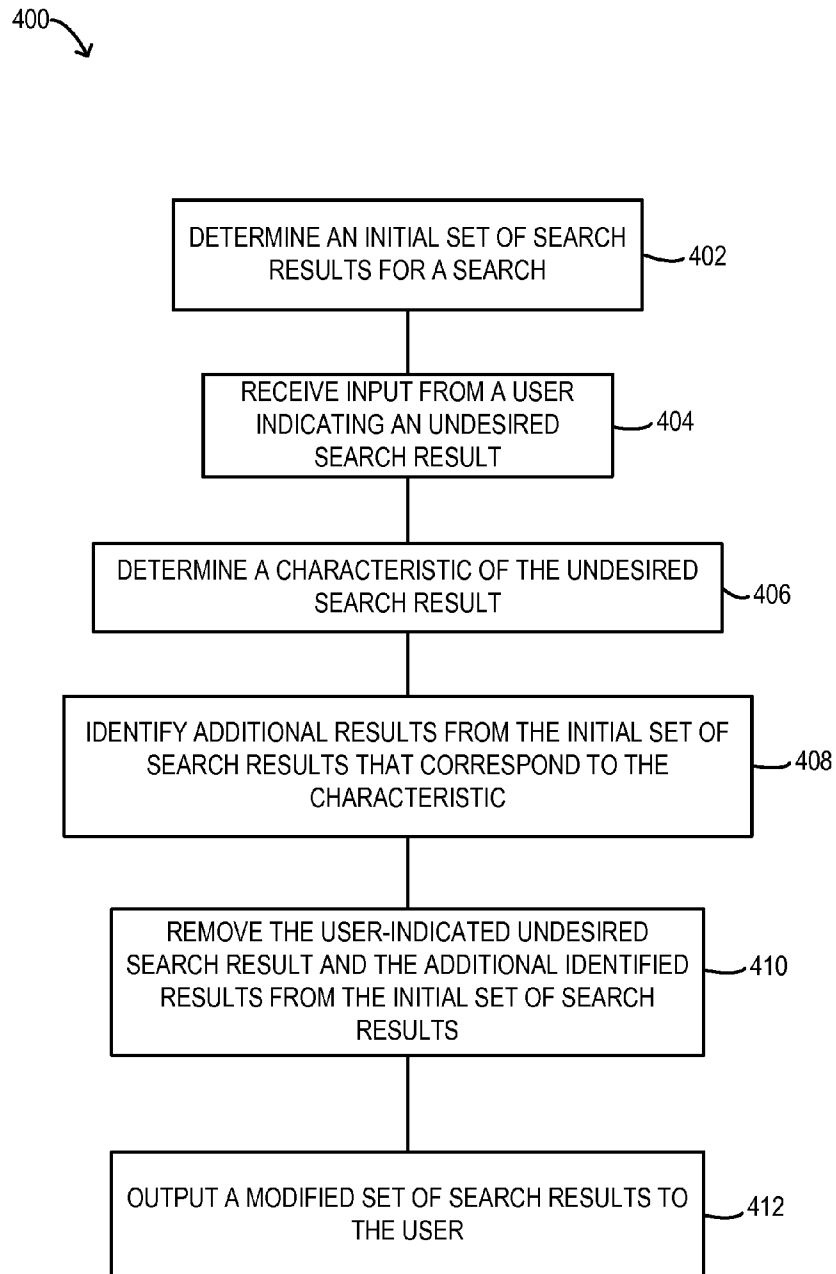 400
DETERMINE AN INITIAL SET OF SEARCH
RESULTS FOR A SEARCH
402
RECEIVE INPUT FROM A USER
INDICATING AN UNDESIRED
SEARCH RESULT
404
DETERMINE A CHARACTERISTIC OF THE UNDESIRED
SEARCH RESULT
406
IDENTIFY ADDITIONAL RESULTS FROM THE INITIAL SET OF
SEARCH RESULTS THAT CORRESPOND TO THE
CHARACTERISTIC
408
REMOVE THE USER-INDICATED UNDESIRED
SEARCH RESULT AND THE ADDITIONAL IDENTIFIED
RESULTS FROM THE INITIAL SET OF SEARCH
RESULTS
410
OUTPUT A MODIFIED SET OF SEARCH RESULTS TO
THE USER
412